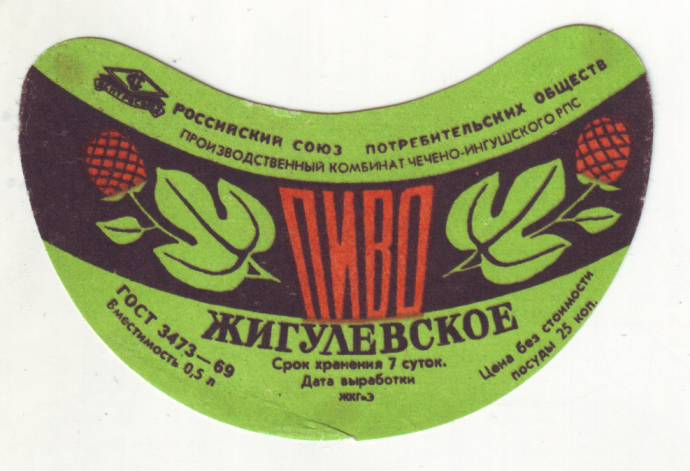 РОССИЙСКИЙ СОЮЗ ПОТРЕБИТЕЛЬСКИХ ОБЩЕСТВ
ПРОИЗВОДСТВЕННЫЙ КОМБИНАТ ЧЕЧЕНО-ИНГУШСКОГО РПС
ПИВО
ЖИГУЛЕВСКОЕ
ГОСТ 3473—69
Вместимость 0,5 л
Срок хранения 7 суток.
Дата выработки
ЖКГ-З
Цена без стоимости
посуды 25 коп.